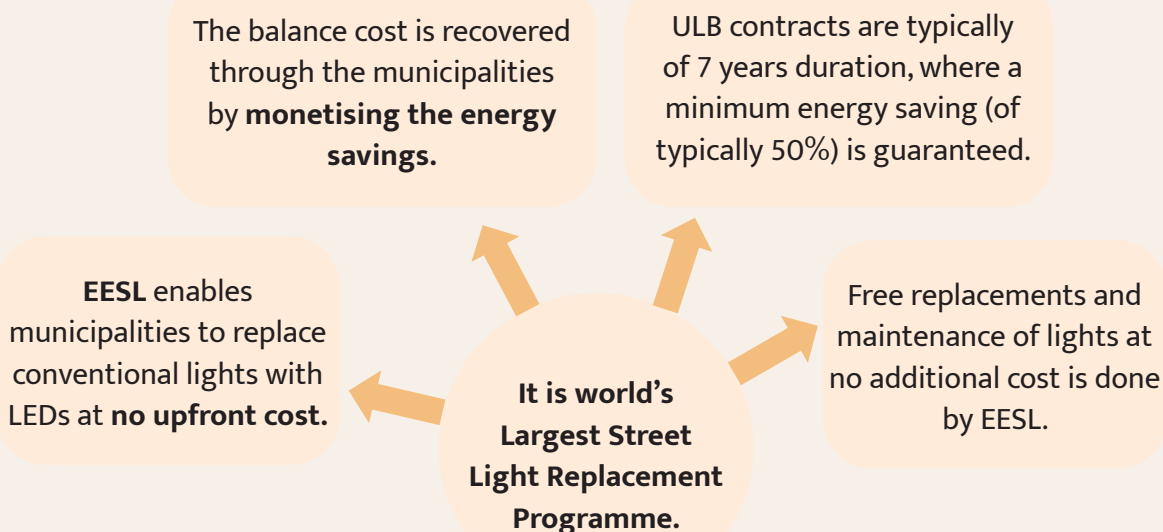 The balance cost is recovered
through the municipalities
by monetising the energy
savings.
ULB contracts are typically
of 7 years duration, where a
minimum energy saving (of
typically 50%) is guaranteed.
EESL enables
municipalities to replace
conventional lights with
LEDs at no upfront cost.
Free replacements and
maintenance of lights at
no additional cost is done
by EESL.
It is world’s
Largest Street
Light Replacement
Programme.